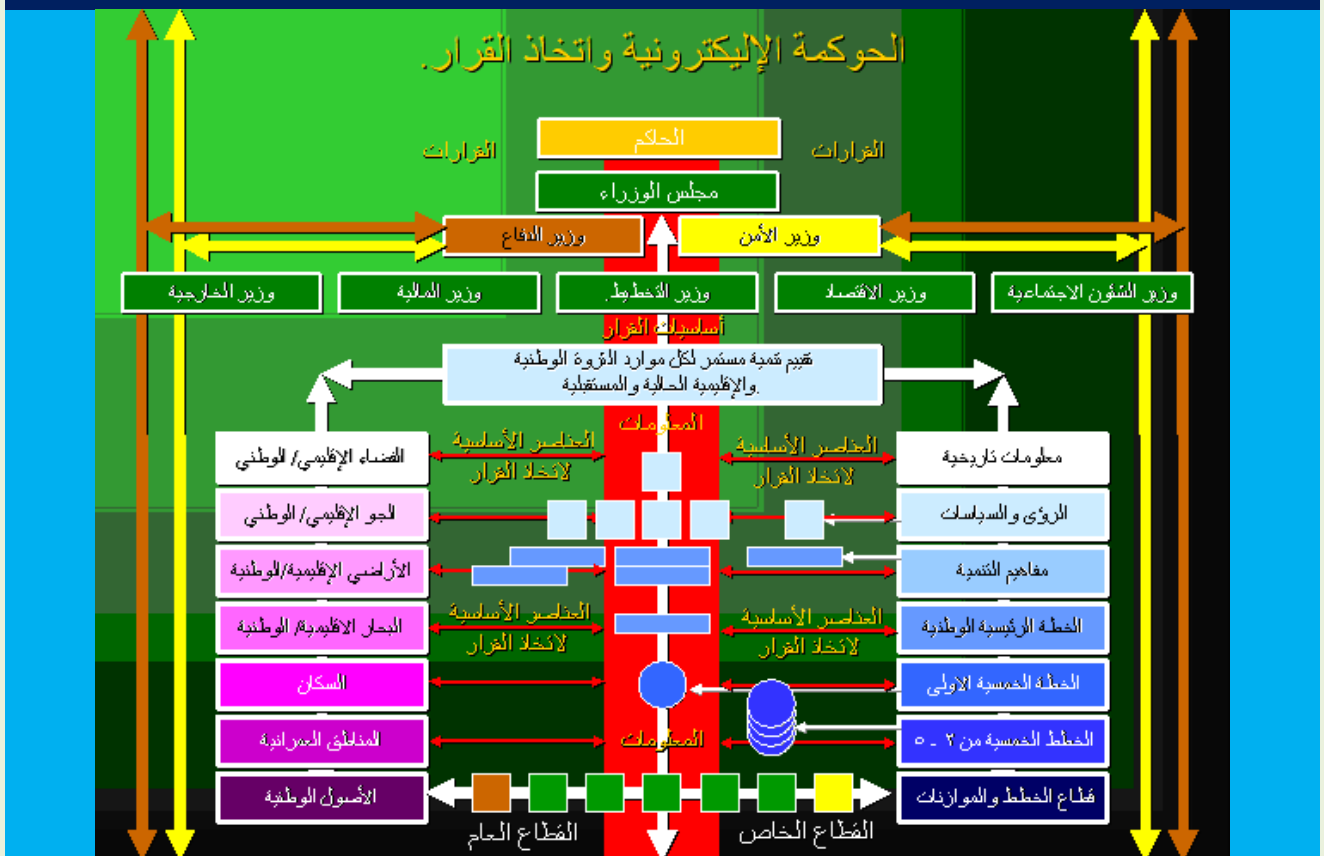 الحوكمة الإليكترونية واتخاذ القرار.
الحاكم
القرارات
القرارات
مجلس الوزراء
وزير الأمن
وزير الدفاع
وزير الشئون الاجتماعية
وزير الاقتصاد
وزير التخطيط.
وزير المالية
وزير الخارجية
أساسيات القرار
تقييم تنمية مستمر لكل موارد الثروة الوطنية
والإقليمية الحالية والمستقبلية.
المعلومات
معلومات تاريخية
العناصر الأساسية
لاتخاذ القرار
العناصر الأساسية
لاتخاذ القرار
الفضاء الإقليمي/ الوطني
الرؤى والسياسات
الجو الإقليمي/ الوطني
مفاهيم التنمية
الأراضي الإقليمية/الوطنية
الخطة الرئيسية الوطنية
العناصر الأساسية
لاتخاذ القرار
العناصر الأساسية
لاتخاذ القرار
البحار الاقليمية/ الوطنية
الخطة الخمسية الاولى
السكان
الخطط الخمسية من ٢ - ٥
المعلومات
المناطق العمرانية
قطاع الخطط والموازنات
الأصول الوطنية
القطاع الخاص
القطاع العام